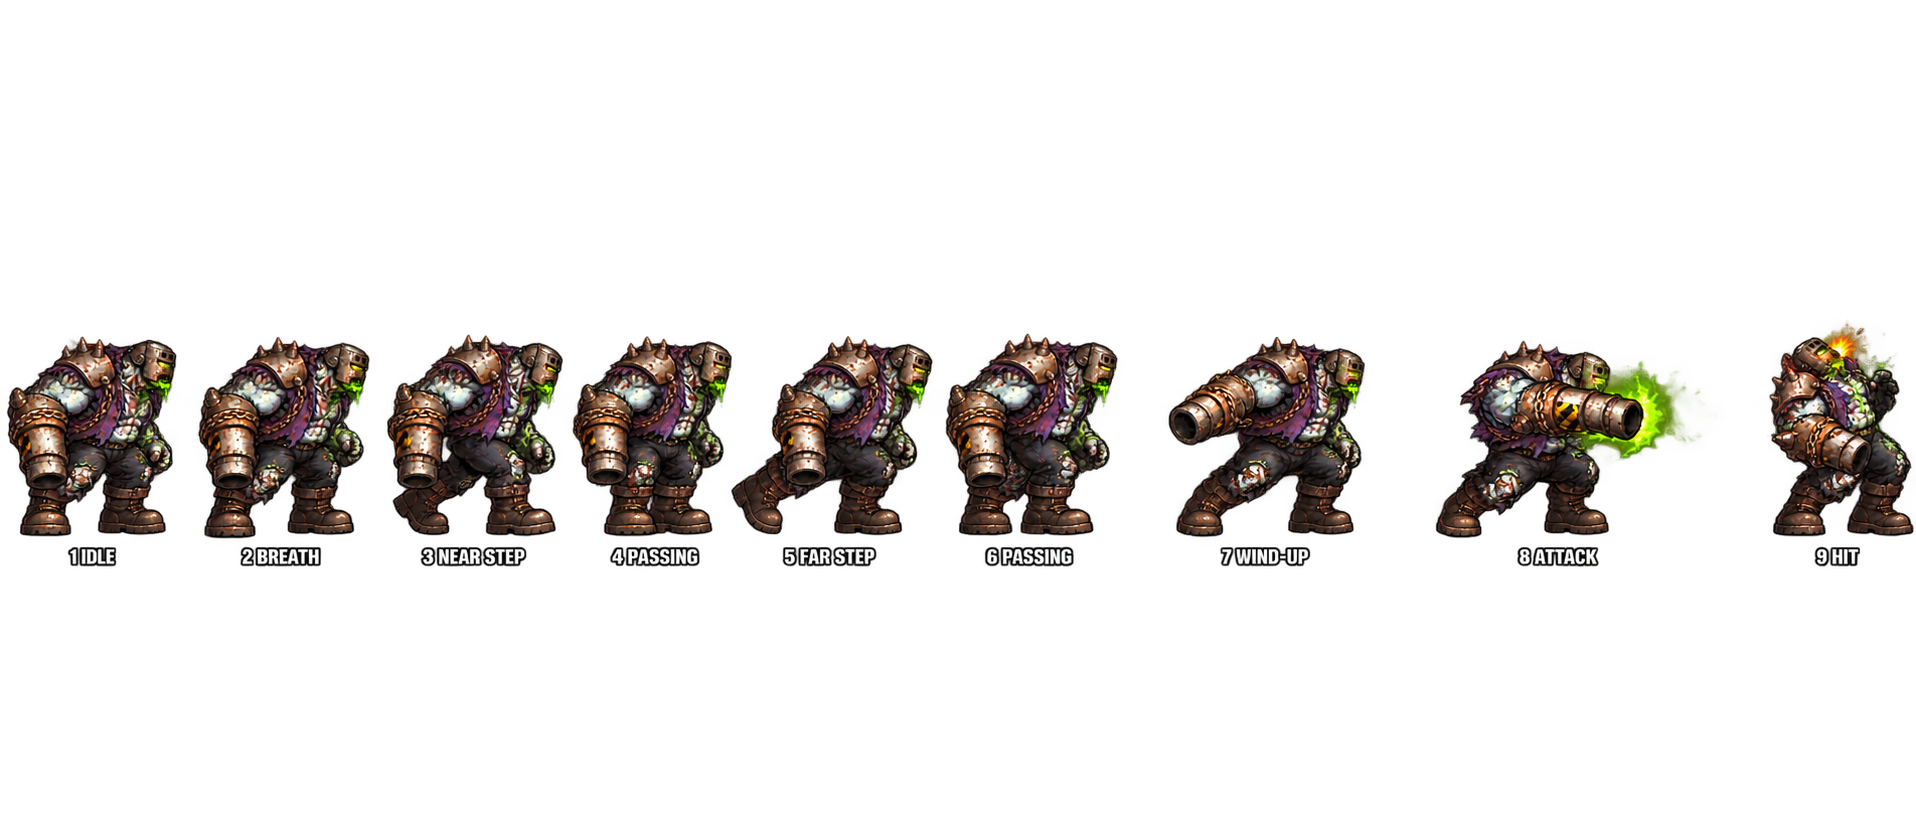 1 IDLE
2 BREATH
3 NEAR STEP
4 PASSING
5 FAR STEP
6 PASSING
7 WIND-UP
8 ATTACK
9 HIT